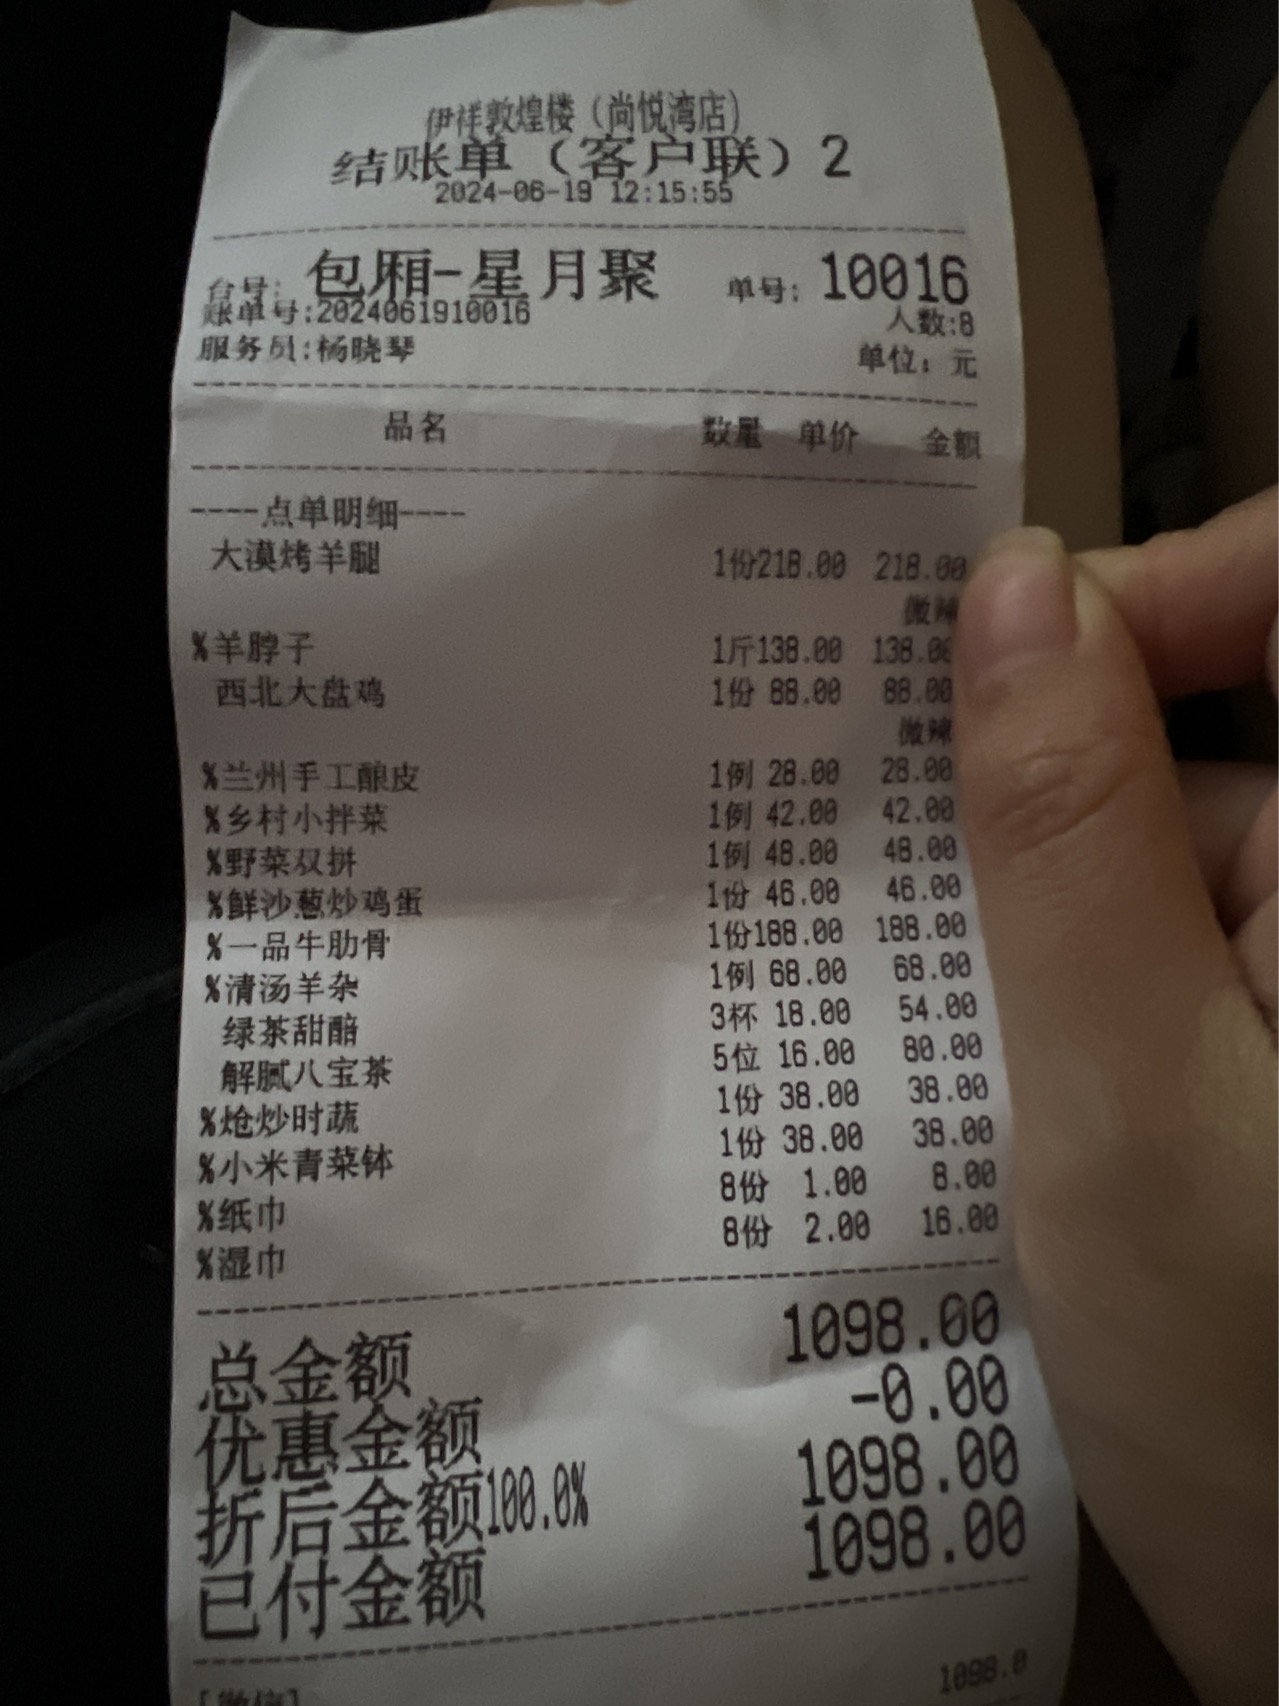 伊祥敦煌楼（尚悦湾店）
结账单（客户联）2
2024-06-19 12:15:55
台号: 包厢-星月聚 单号: 10016
账单号:2024061910016 人数:8
服务员:杨晓琴 单位: 元
品名 数量 单价 金额
----点单明细----
大漠烤羊腿 1份218.00 218.00
微辣
%羊脖子 1斤138.00 138.00
西北大盘鸡 1份 88.00 88.00
微辣
%兰州手工酿皮 1例 28.00 28.00
%乡村小拌菜 1例 42.00 42.00
%野菜双拼 1例 48.00 48.00
%鲜沙葱炒鸡蛋 1份 46.00 46.00
%一品牛肋骨 1份188.00 188.00
%清汤羊杂 1例 68.00 68.00
绿茶甜醅 3杯 18.00 54.00
解腻八宝茶 5位 16.00 80.00
%炝炒时蔬 1份 38.00 38.00
%小米青菜钵 1份 38.00 38.00
%纸巾 8份 1.00 8.00
%湿巾 8份 2.00 16.00
总金额 1098.00
优惠金额 -0.00
折后金额100.0% 1098.00
已付金额 1098.00
[微信] 1098.0